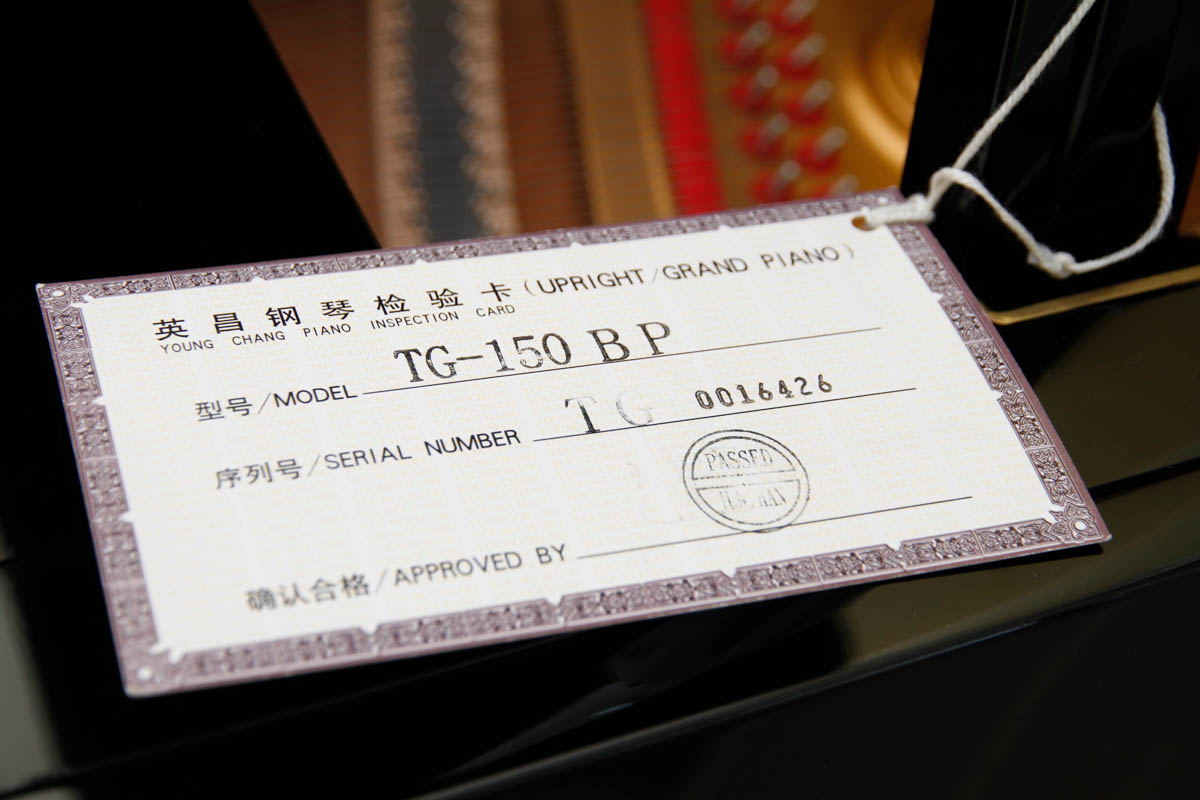 英昌钢琴检验卡 (UPRIGHT/GRAND PIANO)
YOUNG CHANG PIANO INSPECTION CARD
型号/MODEL TG-150 BP
序列号/SERIAL NUMBER TG 0016426
PASSED
确认合格/APPROVED BY